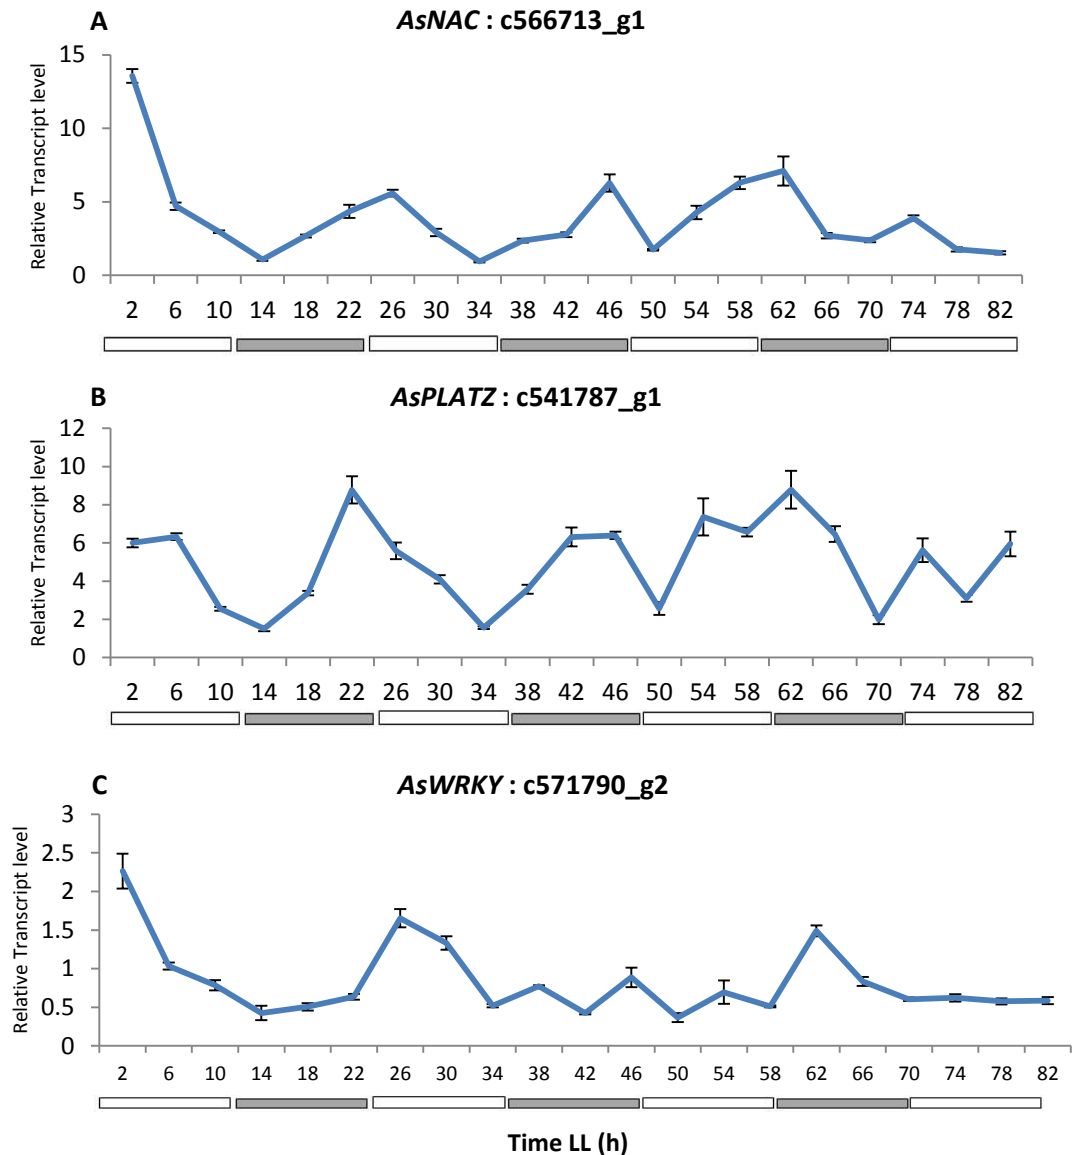 A
AsNAC : c566713_g1
Relative Transcript level
15
10
5
0
2 6 10 14 18 22 26 30 34 38 42 46 50 54 58 62 66 70 74 78 82
B
AsPLATZ : c541787_g1
Relative Transcript level
12
10
8
6
4
2
0
2 6 10 14 18 22 26 30 34 38 42 46 50 54 58 62 66 70 74 78 82
C
AsWRKY : c571790_g2
Relative Transcript level
3
2.5
2
1.5
1
0.5
0
2 6 10 14 18 22 26 30 34 38 42 46 50 54 58 62 66 70 74 78 82
Time LL (h)